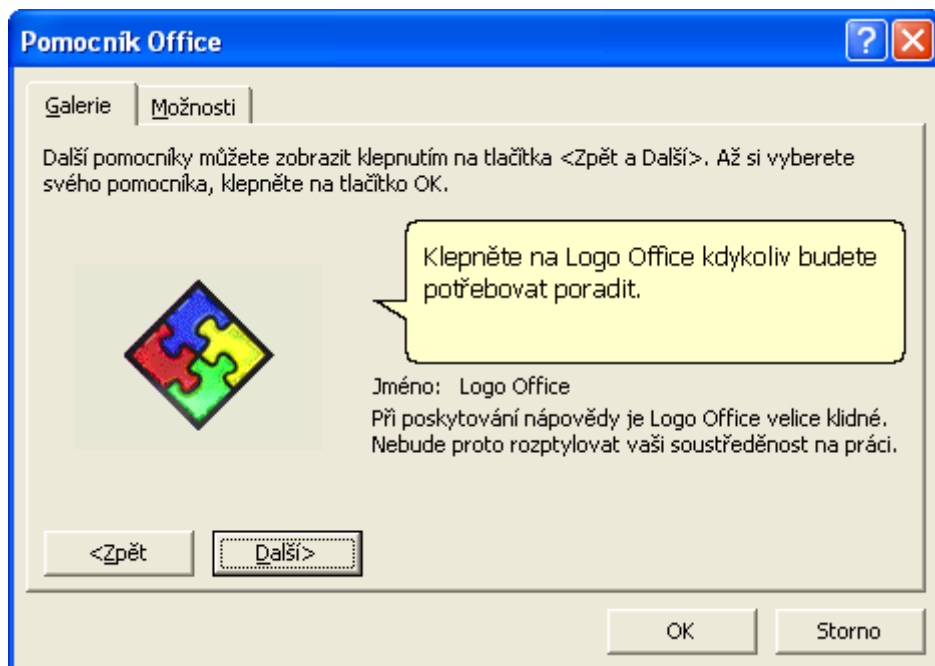 Pomocník Office
Galerie
Možnosti
Další pomocníky můžete zobrazit klepnutím na tlačítka <Zpět a Další>. Až si vyberete
svého pomocníka, klepněte na tlačítko OK.
Klepněte na Logo Office kdykoliv budete
potřebovat poradit.
Jméno: Logo Office
Při poskytování nápovědy je Logo Office velice klidné.
Nebude proto rozptylovat vaši soustředěnost na práci.
<Zpět
Další>
OK
Storno